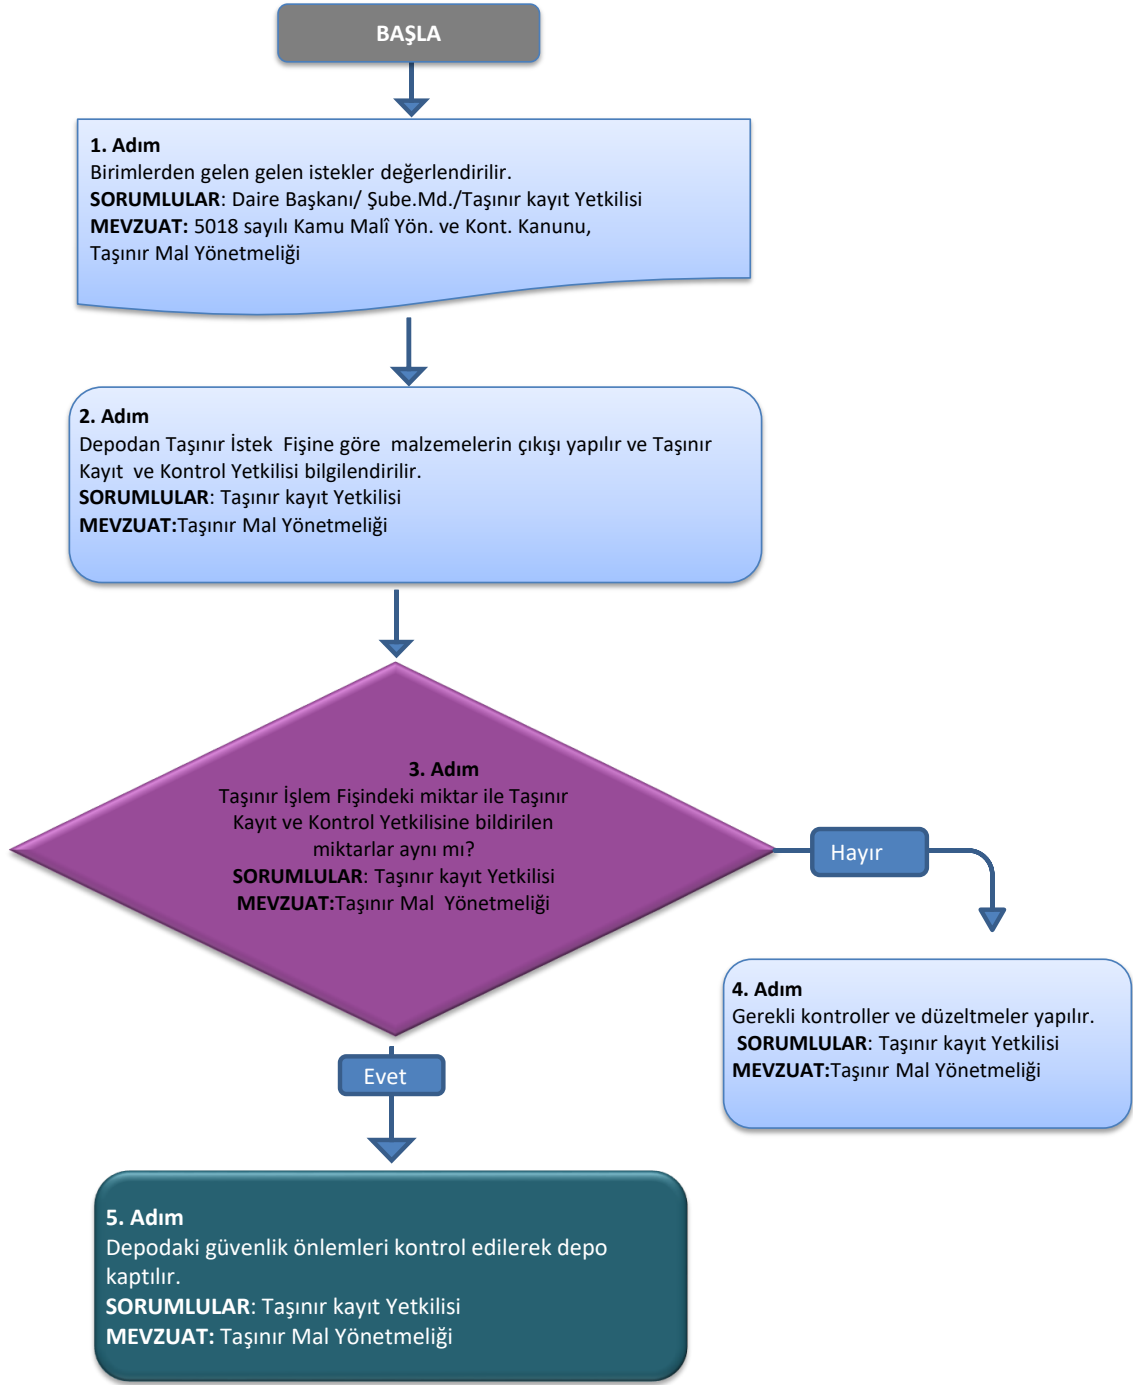 BAŞLA
1. Adım
Birimlerden gelen gelen istekler değerlendirilir.
SORUMLULAR: Daire Başkanı/ Şube.Md./Taşınır kayıt Yetkilisi
MEVZUAT: 5018 sayılı Kamu Malî Yön. ve Kont. Kanunu,
Taşınır Mal Yönetmeliği
2. Adım
Depodan Taşınır İstek Fişine göre malzemelerin çıkışı yapılır ve Taşınır
Kayıt ve Kontrol Yetkilisi bilgilendirilir.
SORUMLULAR: Taşınır kayıt Yetkilisi
MEVZUAT:Taşınır Mal Yönetmeliği
3. Adım
Taşınır İşlem Fişindeki miktar ile Taşınır
Kayıt ve Kontrol Yetkilisine bildirilen
miktarlar aynı mı?
SORUMLULAR: Taşınır kayıt Yetkilisi
MEVZUAT:Taşınır Mal Yönetmeliği
Hayır
4. Adım
Gerekli kontroller ve düzeltmeler yapılır.
SORUMLULAR: Taşınır kayıt Yetkilisi
MEVZUAT:Taşınır Mal Yönetmeliği
Evet
5. Adım
Depodaki güvenlik önlemleri kontrol edilerek depo
kaptılır.
SORUMLULAR: Taşınır kayıt Yetkilisi
MEVZUAT: Taşınır Mal Yönetmeliği